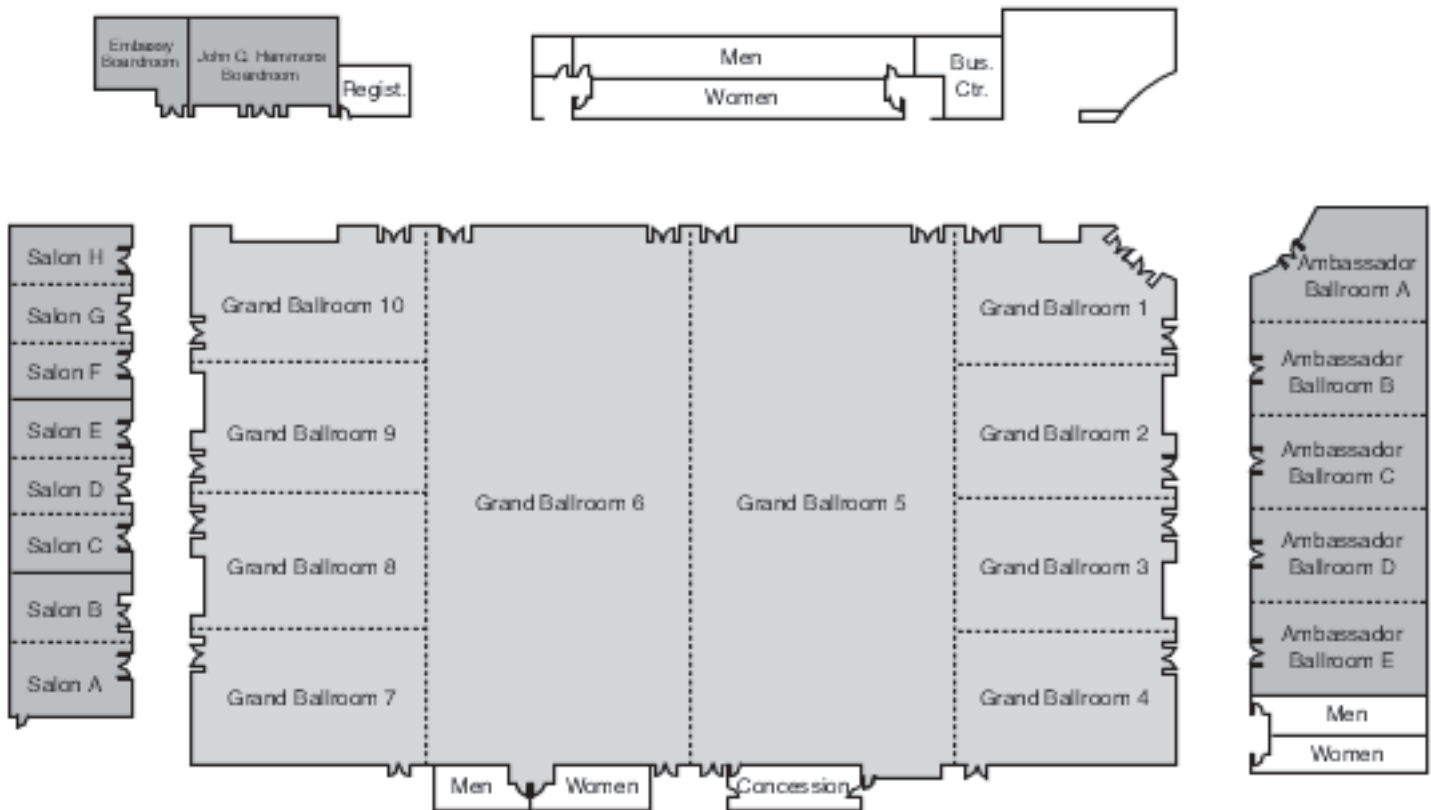 Embassy
Boardroom
John Q. Hammons
Boardroom
Regist.
Men
Women
Bus.
Ctr.
Salon H
Salon G
Salon F
Salon E
Salon D
Salon C
Salon B
Salon A
Grand Ballroom 10
Grand Ballroom 9
Grand Ballroom 8
Grand Ballroom 7
Grand Ballroom 6
Grand Ballroom 5
Grand Ballroom 1
Grand Ballroom 2
Grand Ballroom 3
Grand Ballroom 4
Men
Women
Concession
Ambassador
Ballroom A
Ambassador
Ballroom B
Ambassador
Ballroom C
Ambassador
Ballroom D
Ambassador
Ballroom E
Men
Women